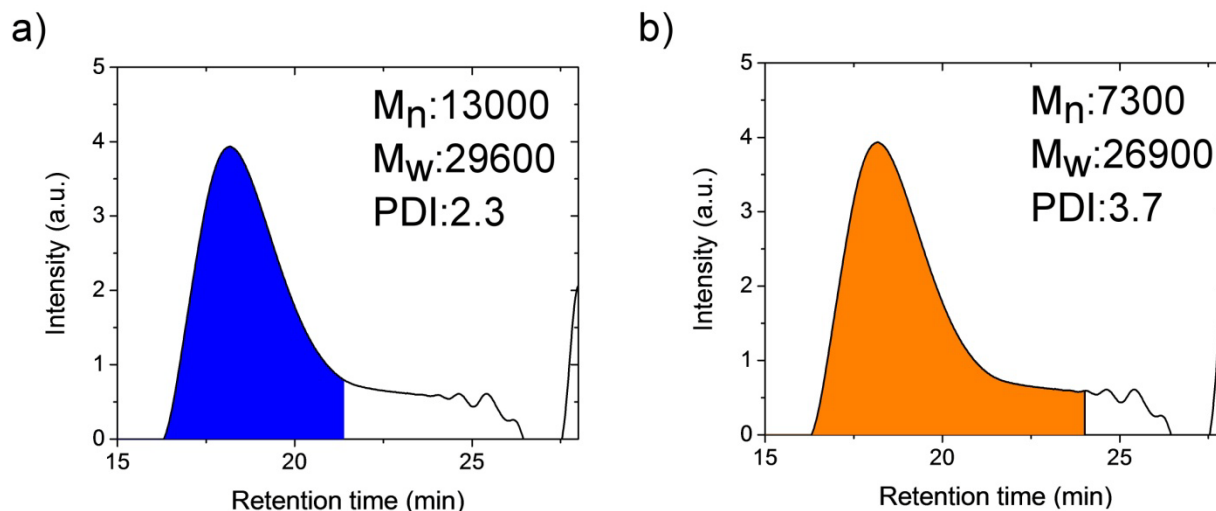 a)
5
4
3
2
1
0
15
20
25
Intensity (a.u.)
Retention time (min)
Mn:13000
Mw:29600
PDI:2.3
b)
5
4
3
2
1
0
15
20
25
Intensity (a.u.)
Retention time (min)
Mn:7300
Mw:26900
PDI:3.7